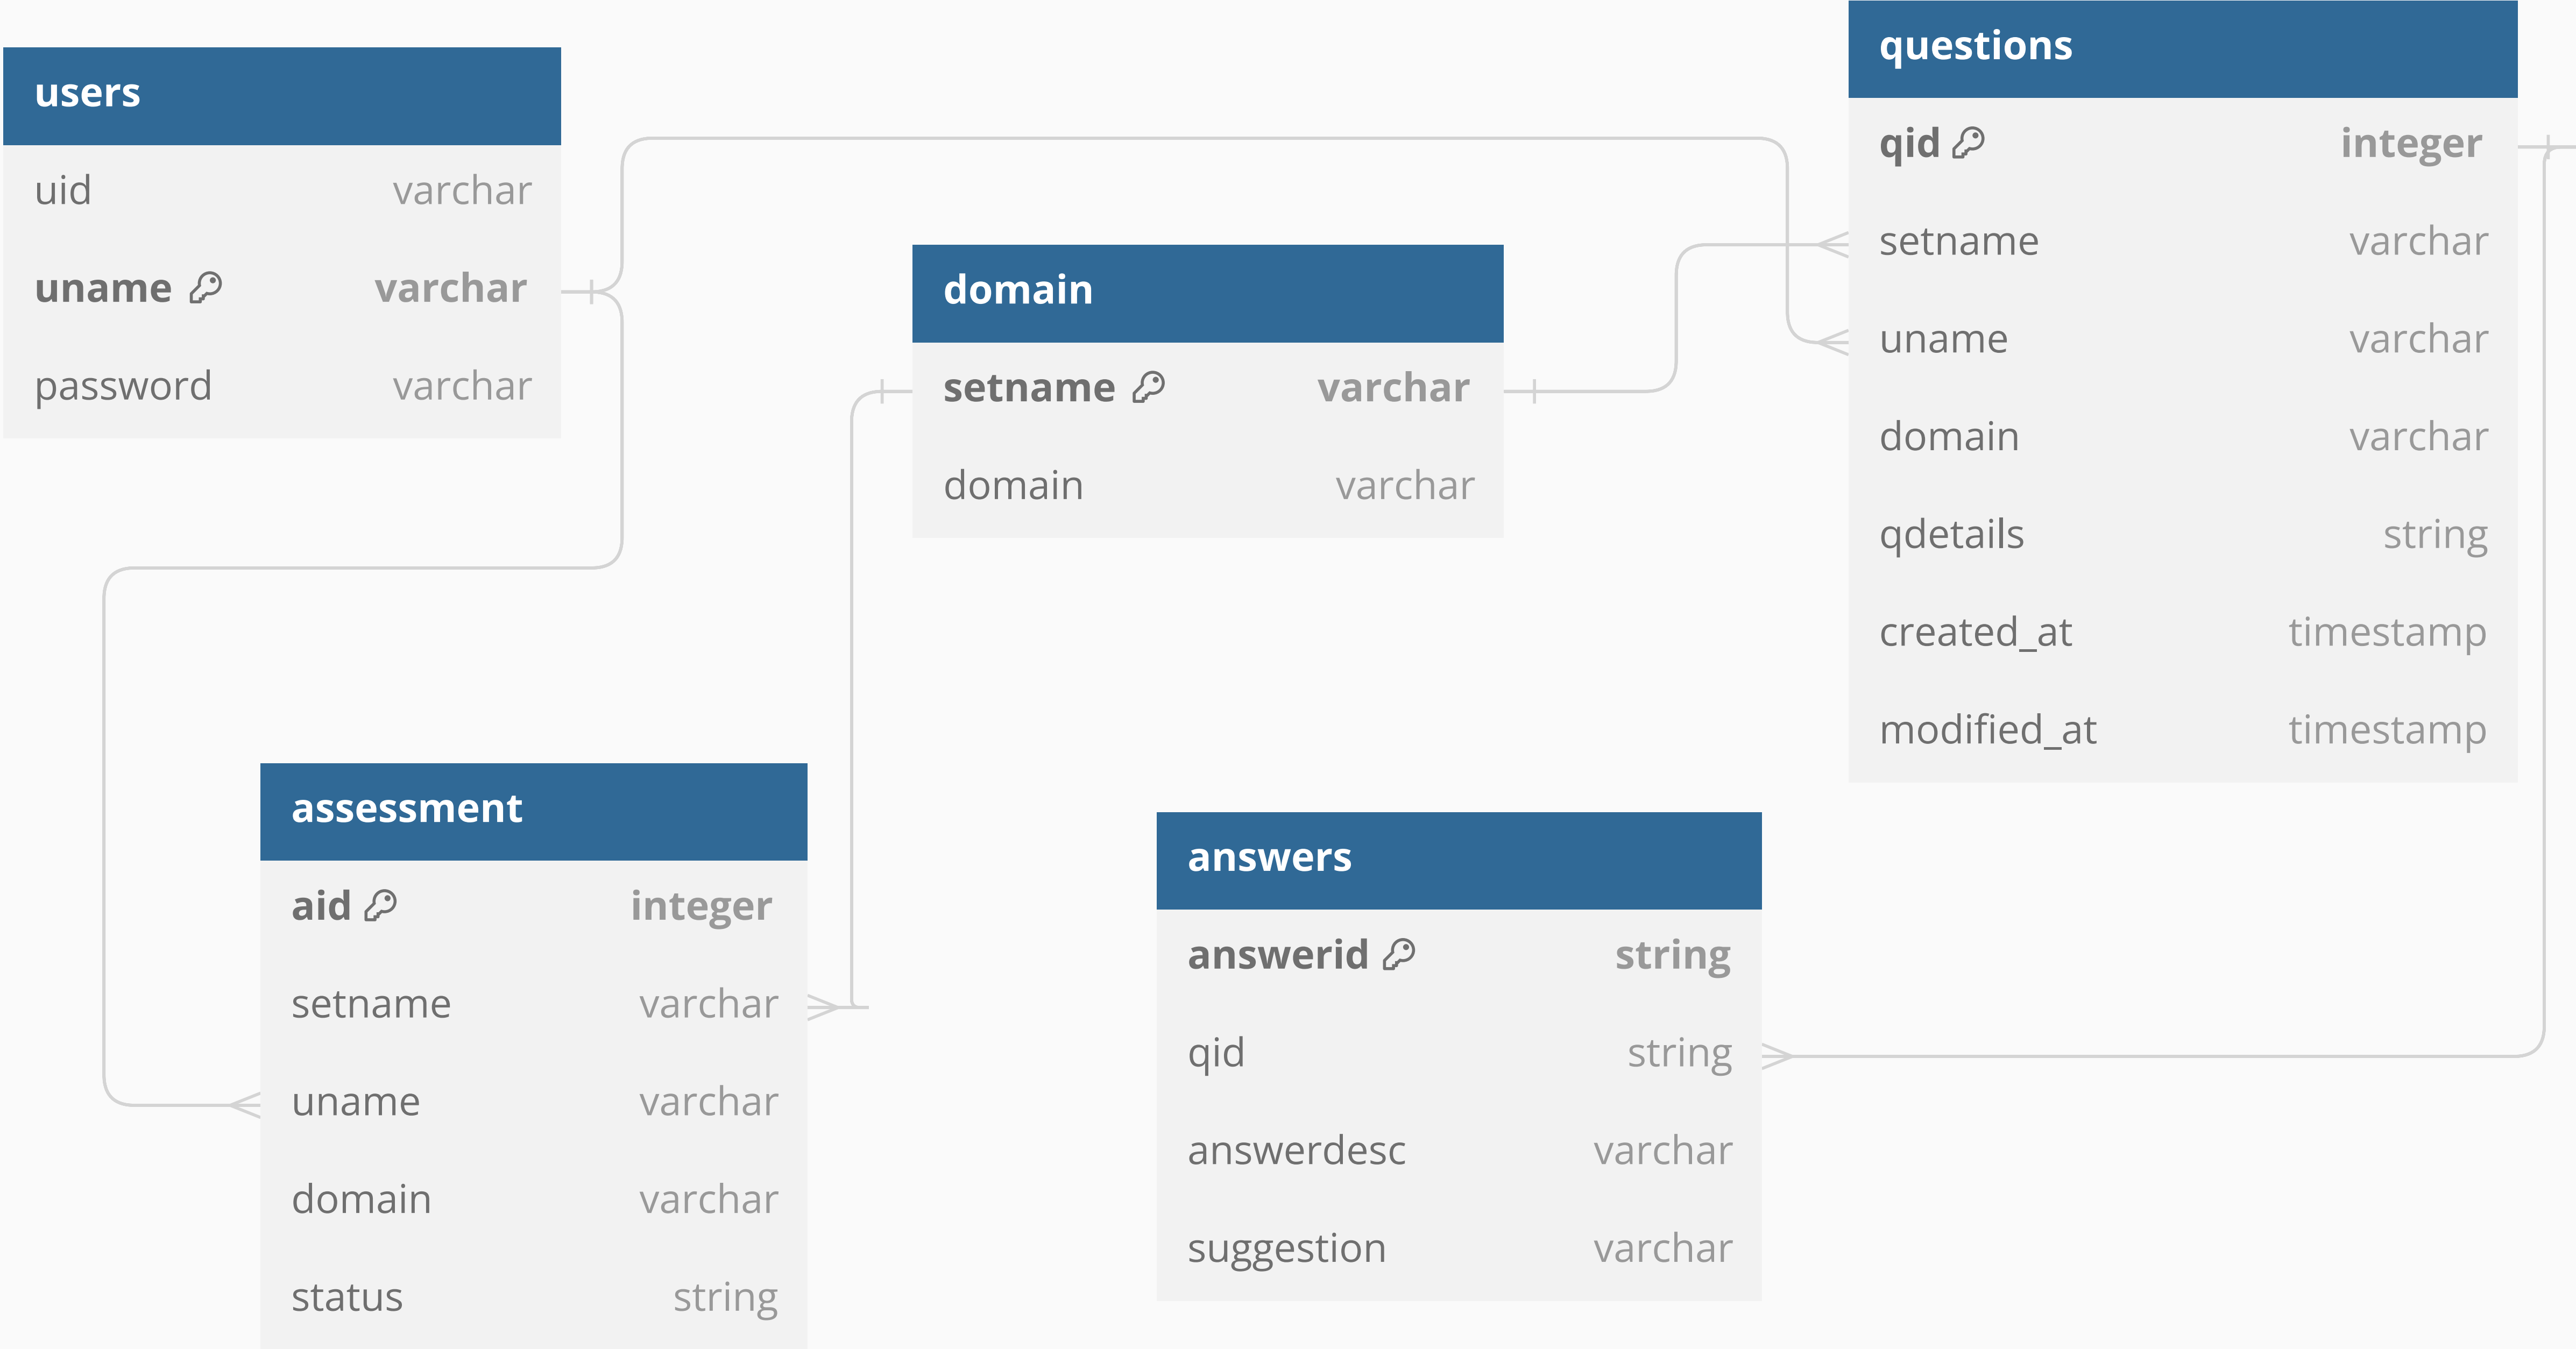 users
uid varchar
uname varchar
password varchar
domain
setname varchar
domain varchar
questions
qid integer
setname varchar
uname varchar
domain varchar
qdetails string
created_at timestamp
modified_at timestamp
assessment
aid integer
setname varchar
uname varchar
domain varchar
status string
answers
answerid string
qid string
answerdesc varchar
suggestion varchar